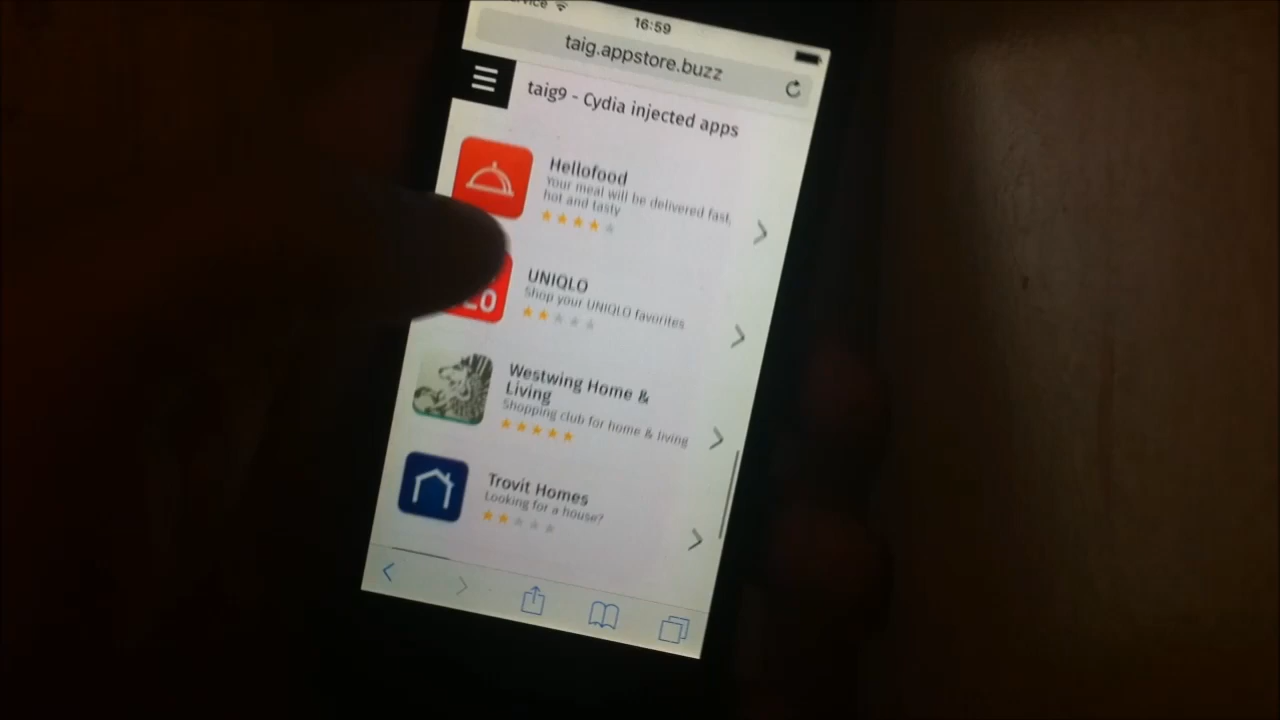 16:59
taig.appstore.buzz
taig9 - Cydia injected apps
Hellofood
Your meal will be delivered fast,
hot and tasty
UNIQLO
Shop your UNIQLO favorites
Westwing Home &
Living
Shopping club for home & living
Trovit Homes
Looking for a house?